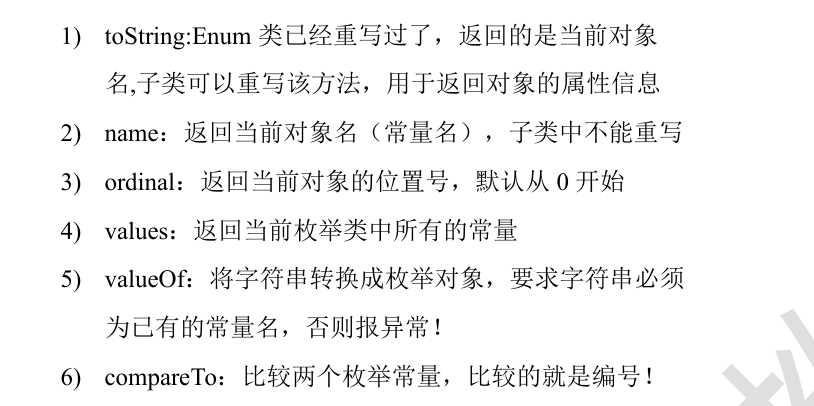 1) toString:Enum 类已经重写过了，返回的是当前对象
名,子类可以重写该方法，用于返回对象的属性信息
2) name：返回当前对象名（常量名），子类中不能重写
3) ordinal：返回当前对象的位置号，默认从 0 开始
4) values：返回当前枚举类中所有的常量
5) valueOf：将字符串转换成枚举对象，要求字符串必须
为已有的常量名，否则报异常！
6) compareTo：比较两个枚举常量，比较的就是编号！